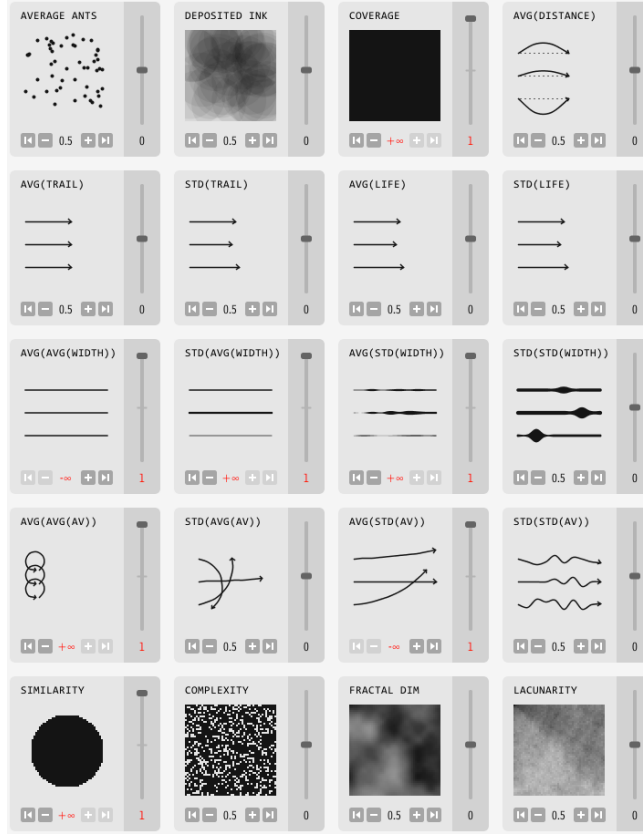 AVERAGE ANTS
DEPOSITED INK
COVERAGE
AVG(DISTANCE)
0.5 0
0.5 0
+∞ 1
0.5 0
AVG(TRAIL)
STD(TRAIL)
AVG(LIFE)
STD(LIFE)
0.5 0
0.5 0
0.5 0
0.5 0
AVG(AVG(WIDTH))
STD(AVG(WIDTH))
AVG(STD(WIDTH))
STD(STD(WIDTH))
-∞ 1
+∞ 1
+∞ 1
0.5 0
AVG(AVG(AV))
STD(AVG(AV))
AVG(STD(AV))
STD(STD(AV))
+∞ 1
0.5 0
-∞ 1
0.5 0
SIMILARITY
COMPLEXITY
FRACTAL DIM
LACUNARITY
+∞ 1
0.5 0
0.5 0
0.5 0